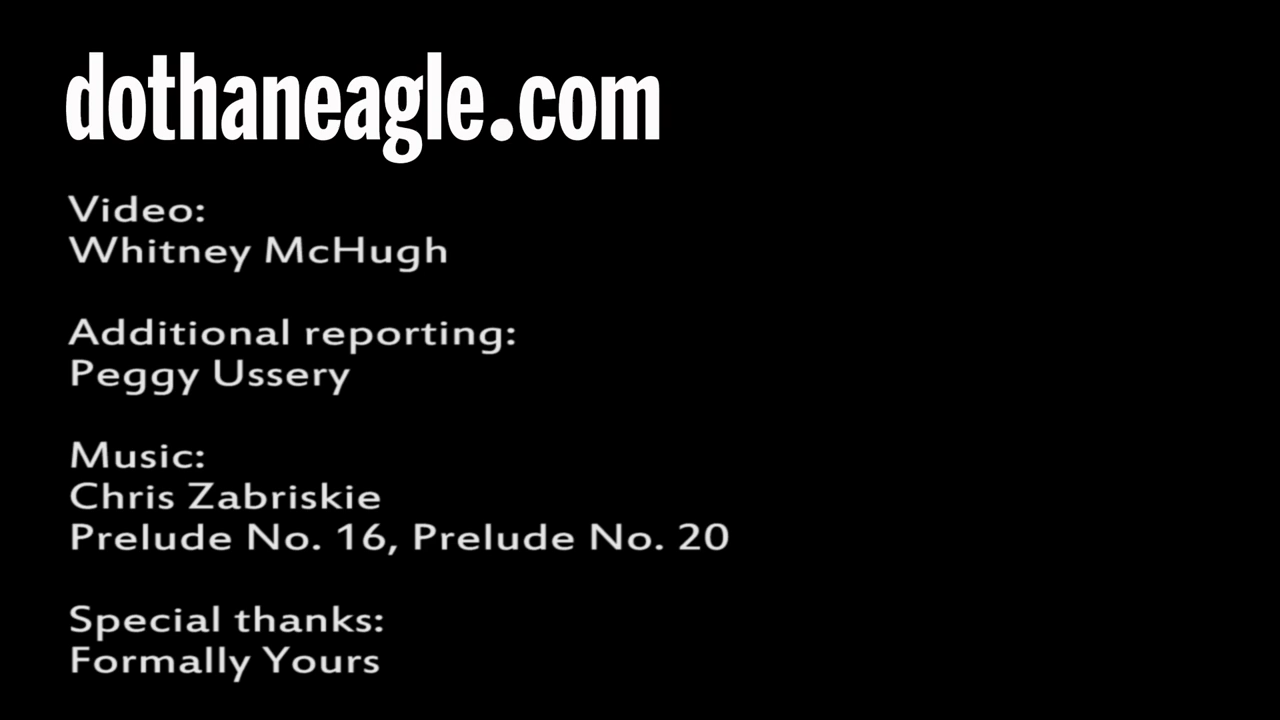 dothaneagle.com
Video:
Whitney McHugh
Additional reporting:
Peggy Ussery
Music:
Chris Zabriskie
Prelude No. 16, Prelude No. 20
Special thanks:
Formally Yours